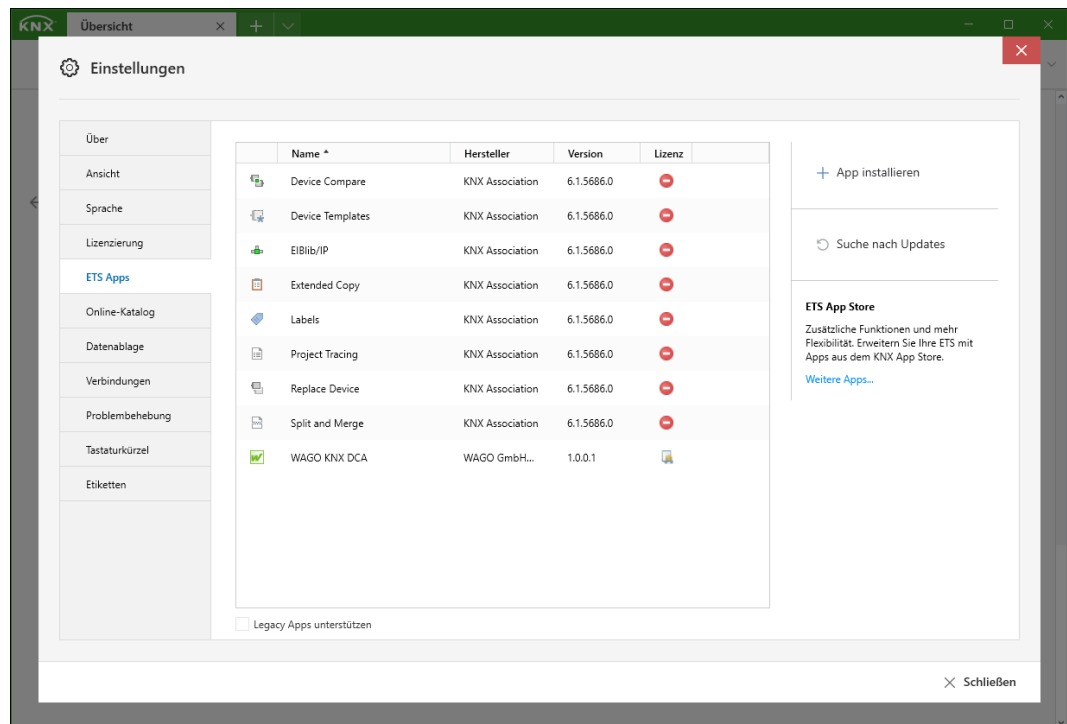 KNX Übersicht
Einstellungen
Über
Ansicht
Sprache
Lizenzierung
ETS Apps
Online-Katalog
Datenablage
Verbindungen
Problembehebung
Tastaturkürzel
Etiketten
Name Hersteller Version Lizenz
Device Compare KNX Association 6.1.5686.0
Device Templates KNX Association 6.1.5686.0
EIBlib/IP KNX Association 6.1.5686.0
Extended Copy KNX Association 6.1.5686.0
Labels KNX Association 6.1.5686.0
Project Tracing KNX Association 6.1.5686.0
Replace Device KNX Association 6.1.5686.0
Split and Merge KNX Association 6.1.5686.0
WAGO KNX DCA WAGO GmbH... 1.0.0.1
Legacy Apps unterstützen
App installieren
Suche nach Updates
ETS App Store
Zusätzliche Funktionen und mehr
Flexibilität. Erweitern Sie Ihre ETS mit
Apps aus dem KNX App Store.
Weitere Apps...
Schließen